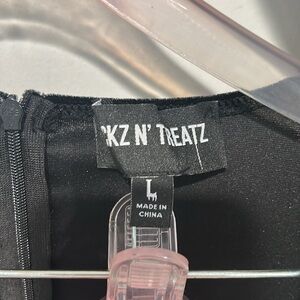 KZ N' TREATZ
L
MADE IN
CHINA